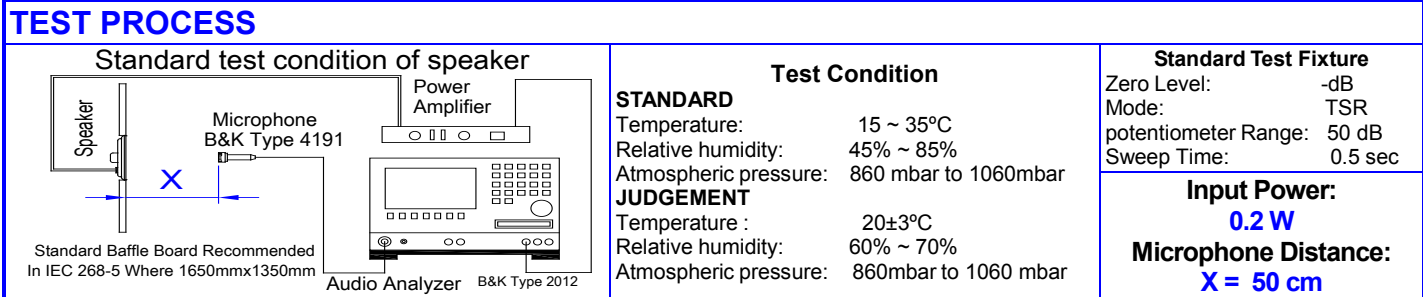 TEST PROCESS
Standard test condition of speaker
Speaker
Power
Amplifier
Microphone
B&K Type 4191
X
Standard Baffle Board Recommended
In IEC 268-5 Where 1650mmx1350mm
Audio Analyzer B&K Type 2012
Test Condition
STANDARD
Temperature: 15 ~ 35ºC
Relative humidity: 45% ~ 85%
Atmospheric pressure: 860 mbar to 1060mbar
JUDGEMENT
Temperature : 20±3ºC
Relative humidity: 60% ~ 70%
Atmospheric pressure: 860mbar to 1060 mbar
Standard Test Fixture
Zero Level: -dB
Mode: TSR
potentiometer Range: 50 dB
Sweep Time: 0.5 sec
Input Power:
0.2 W
Microphone Distance:
X = 50 cm